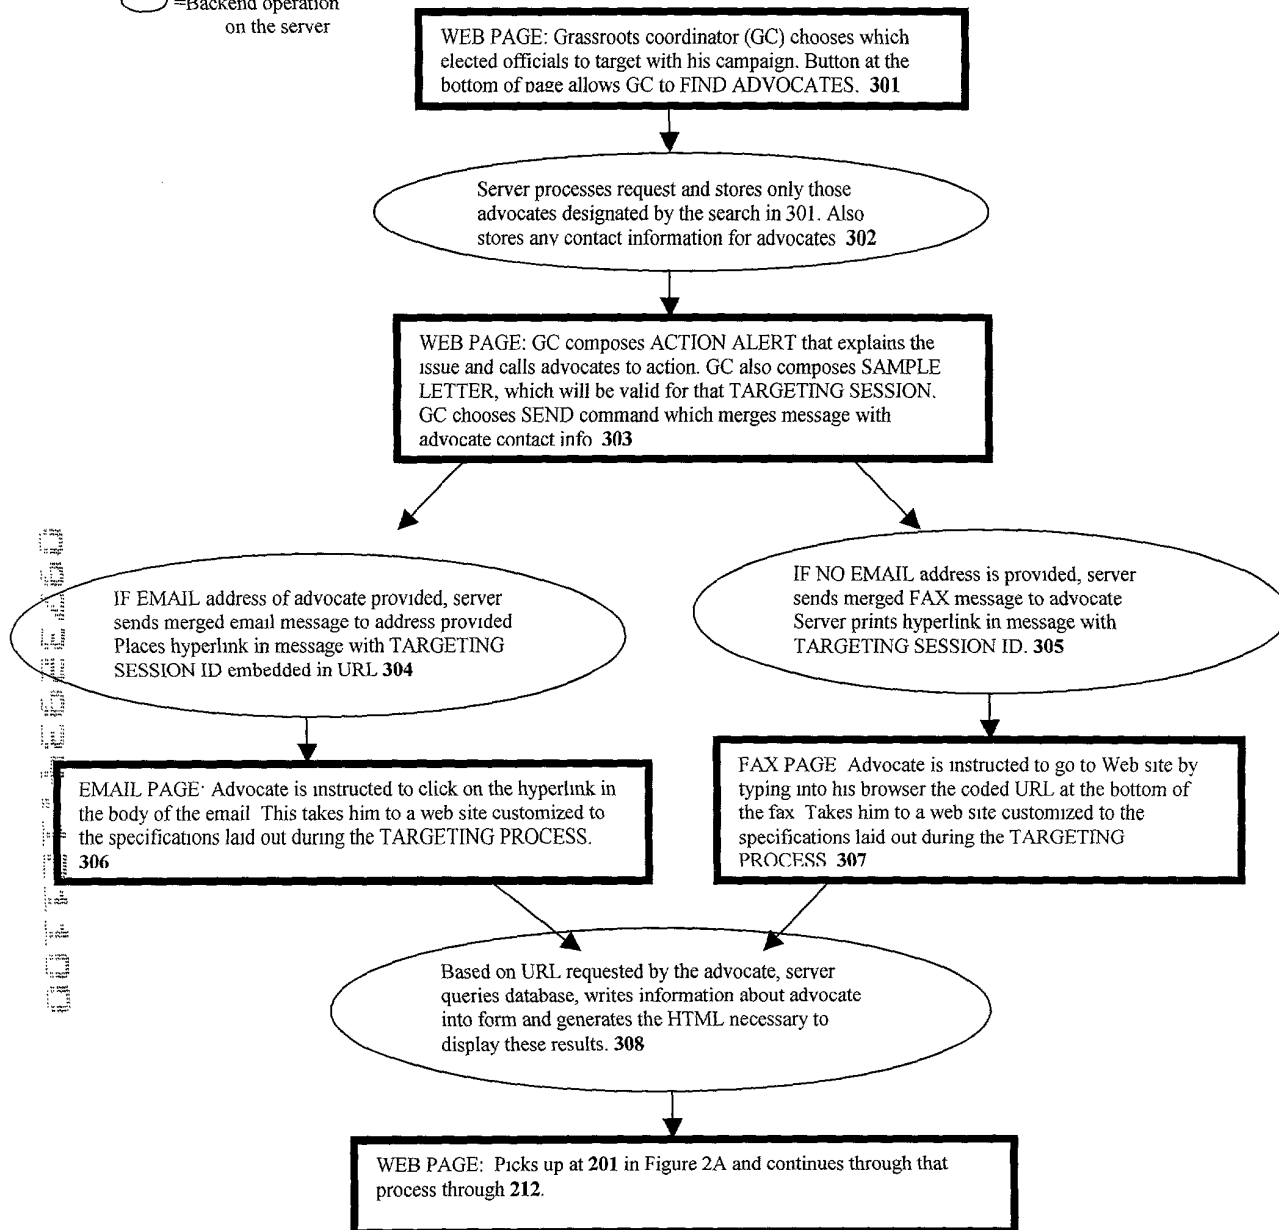 =Backend operation
on the server
WEB PAGE: Grassroots coordinator (GC) chooses which
elected officials to target with his campaign. Button at the
bottom of page allows GC to FIND ADVOCATES. 301
Server processes request and stores only those
advocates designated by the search in 301. Also
stores any contact information for advocates 302
WEB PAGE: GC composes ACTION ALERT that explains the
issue and calls advocates to action. GC also composes SAMPLE
LETTER, which will be valid for that TARGETING SESSION.
GC chooses SEND command which merges message with
advocate contact info 303
IF EMAIL address of advocate provided, server
sends merged email message to address provided
Places hyperlink in message with TARGETING
SESSION ID embedded in URL 304
IF NO EMAIL address is provided, server
sends merged FAX message to advocate
Server prints hyperlink in message with
TARGETING SESSION ID. 305
EMAIL PAGE· Advocate is instructed to click on the hyperlink in
the body of the email This takes him to a web site customized to
the specifications laid out during the TARGETING PROCESS.
306
FAX PAGE Advocate is instructed to go to Web site by
typing into his browser the coded URL at the bottom of
the fax Takes him to a web site customized to the
specifications laid out during the TARGETING
PROCESS 307
Based on URL requested by the advocate, server
queries database, writes information about advocate
into form and generates the HTML necessary to
display these results. 308
WEB PAGE: Picks up at 201 in Figure 2A and continues through that
process through 212.